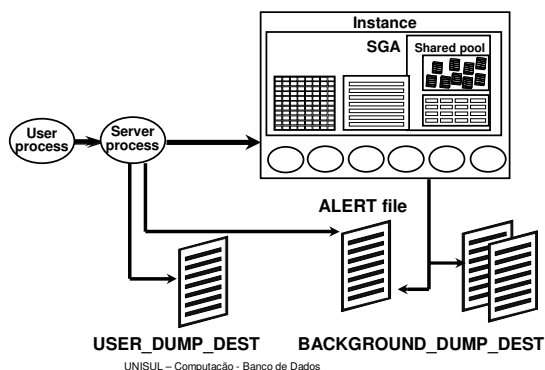 Instance
SGA
Shared pool
User
process
Server
process
ALERT file
USER_DUMP_DEST
BACKGROUND_DUMP_DEST
UNISUL – Computação - Banco de Dados